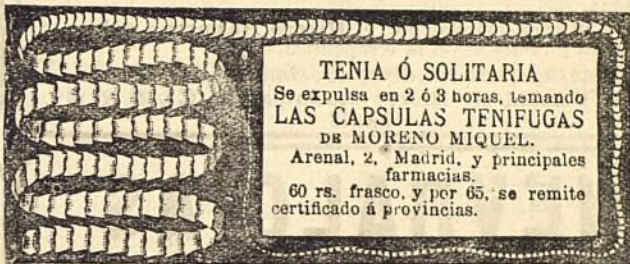 TENIA Ó SOLITARIA
Se expulsa en 2 ó 3 horas, tomando
LAS CAPSULAS TENIFUGAS
DE MORENO MIQUEL.
Arenal, 2, Madrid, y principales
farmacias.
60 rs. frasco, y por 65, se remite
certificado á provincias.